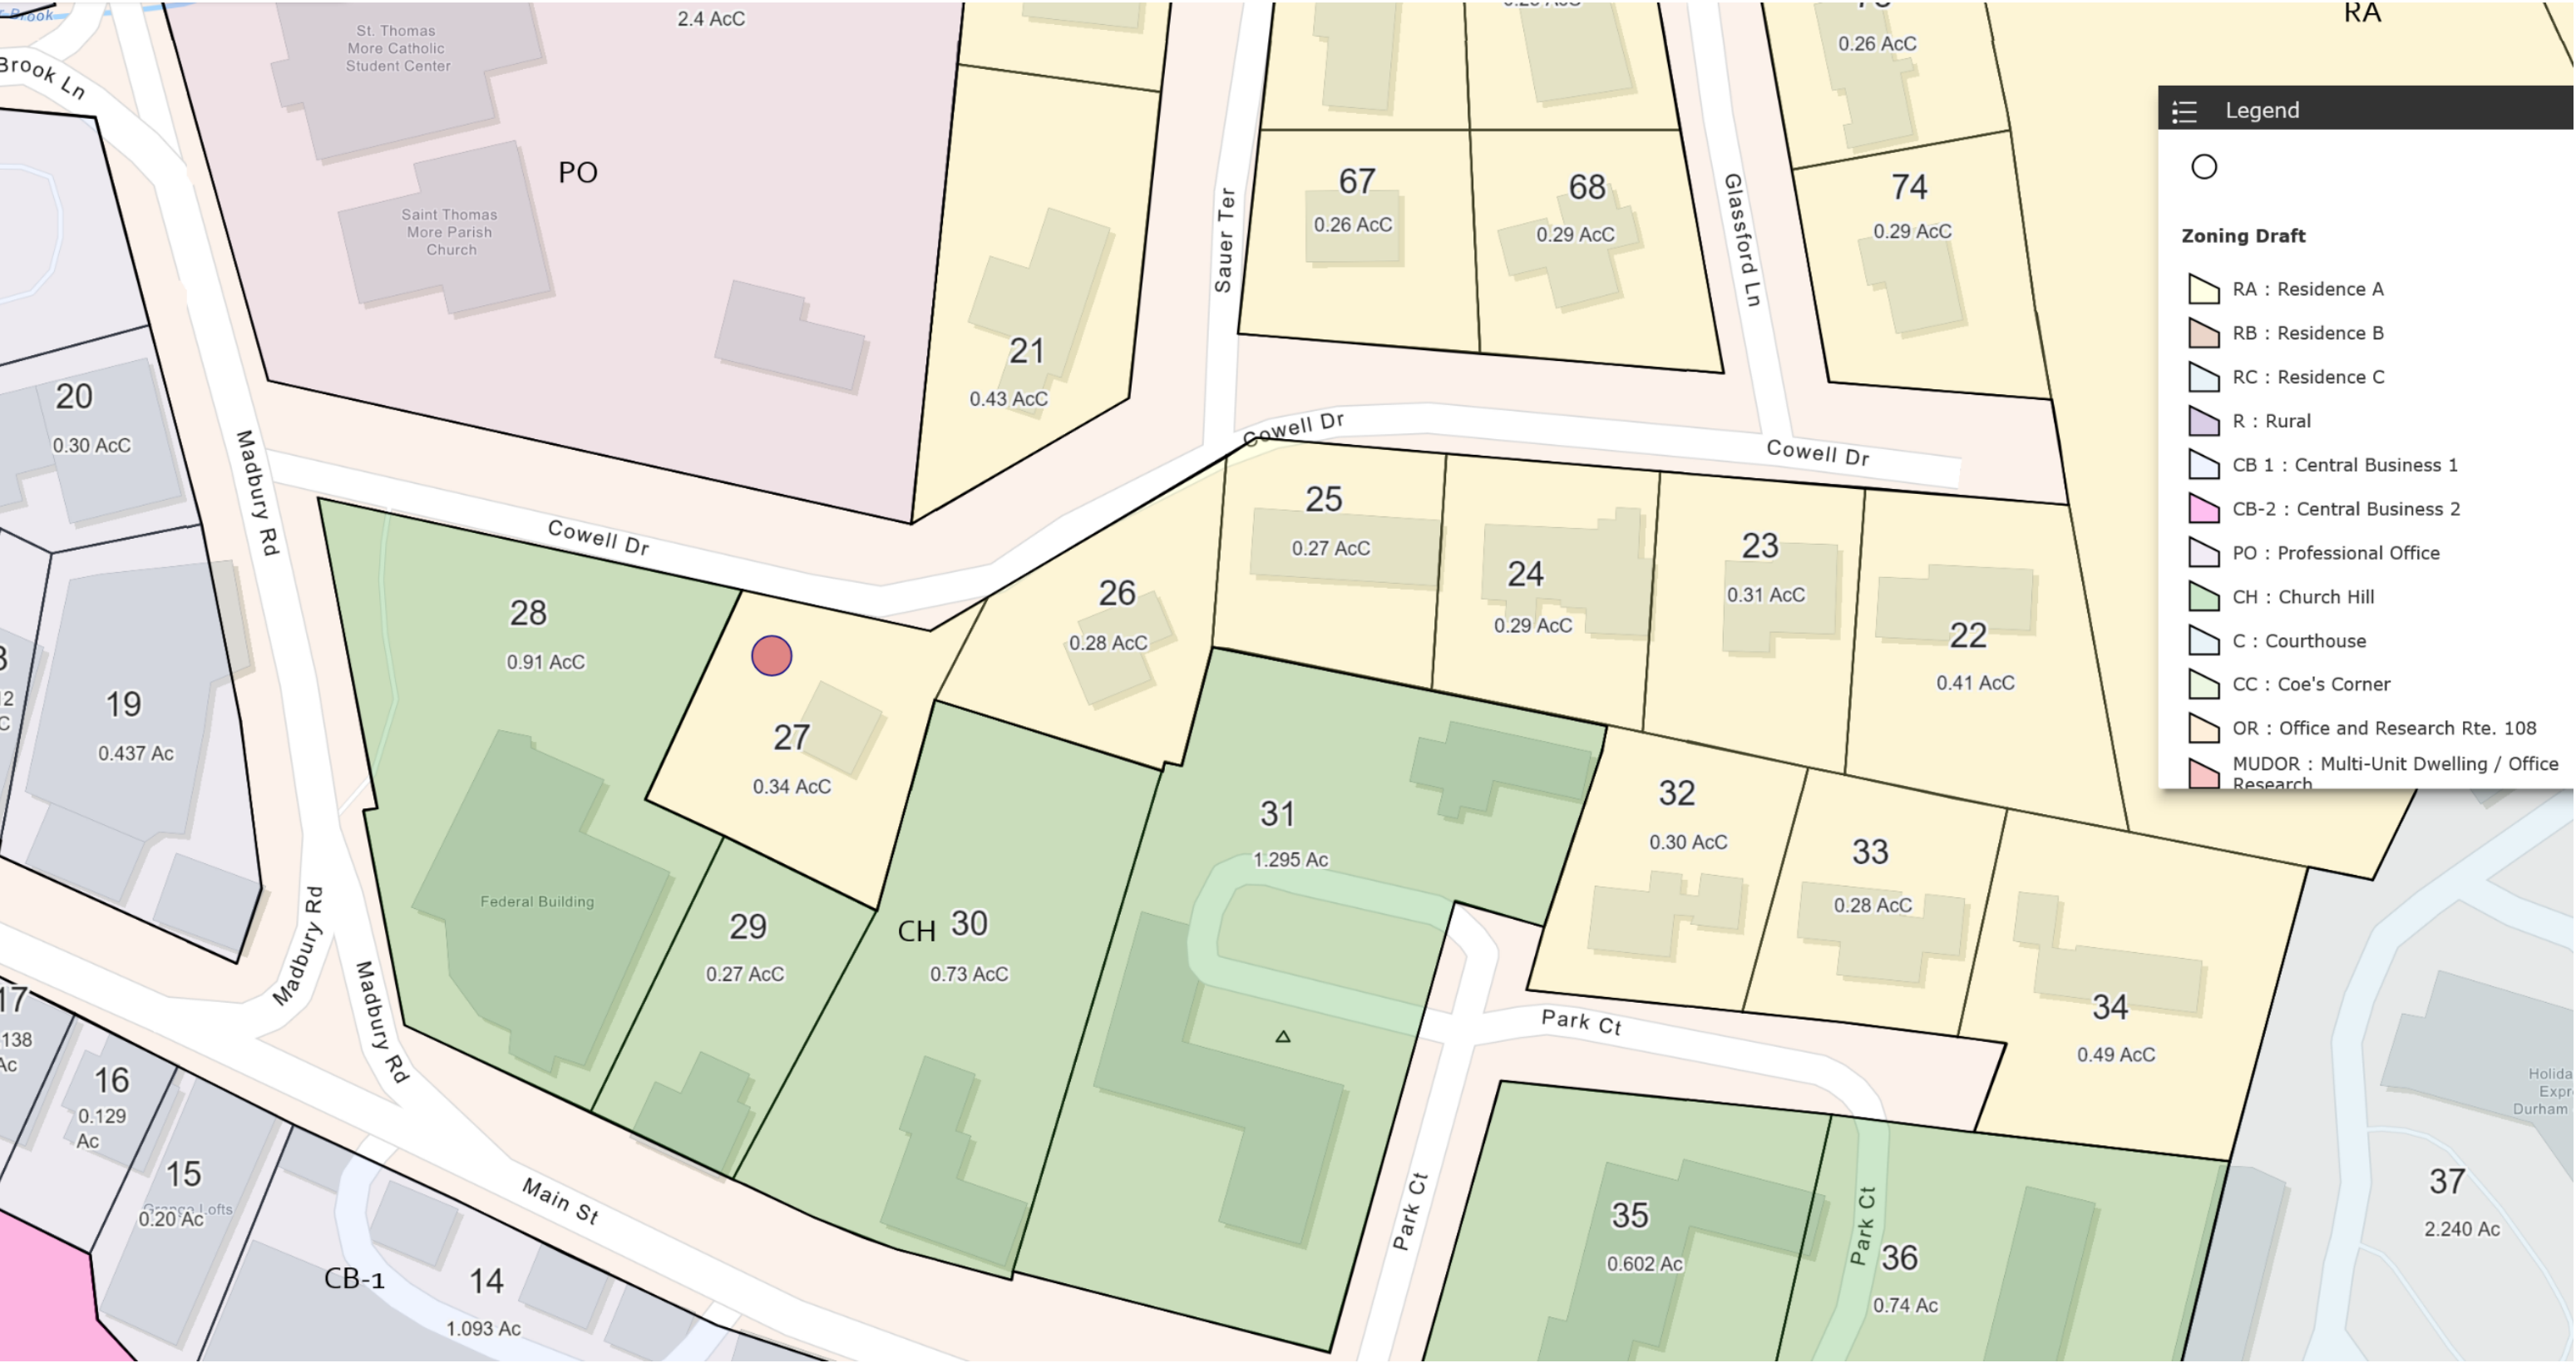 Brook
Brook Ln
St. Thomas
More Catholic
Student Center
2.4 AcC
PO
Saint Thomas
More Parish
Church
21
0.43 AcC
Sauer Ter
67
0.26 AcC
68
0.29 AcC
Glassford Ln
0.26 AcC
74
0.29 AcC
RA
Legend
Zoning Draft
RA : Residence A
RB : Residence B
RC : Residence C
R : Rural
CB 1 : Central Business 1
CB-2 : Central Business 2
PO : Professional Office
CH : Church Hill
C : Courthouse
CC : Coe's Corner
OR : Office and Research Rte. 108
MUDOR : Multi-Unit Dwelling / Office
Research
20
0.30 AcC
Madbury Rd
Cowell Dr
Cowell Dr
Cowell Dr
19
0.437 Ac
28
0.91 AcC
Federal Building
27
0.34 AcC
26
0.28 AcC
25
0.27 AcC
24
0.29 AcC
23
0.31 AcC
22
0.41 AcC
29
0.27 AcC
CH
30
0.73 AcC
31
1.295 Ac
32
0.30 AcC
33
0.28 AcC
34
0.49 AcC
Madbury Rd
Madbury Rd
17
138
Ac
16
0.129
Ac
15
Grange Lofts
0.20 Ac
Main St
CB-1
14
1.093 Ac
Park Ct
Park Ct
Park Ct
35
0.602 Ac
36
0.74 Ac
37
2.240 Ac
Holida
Expr
Durham